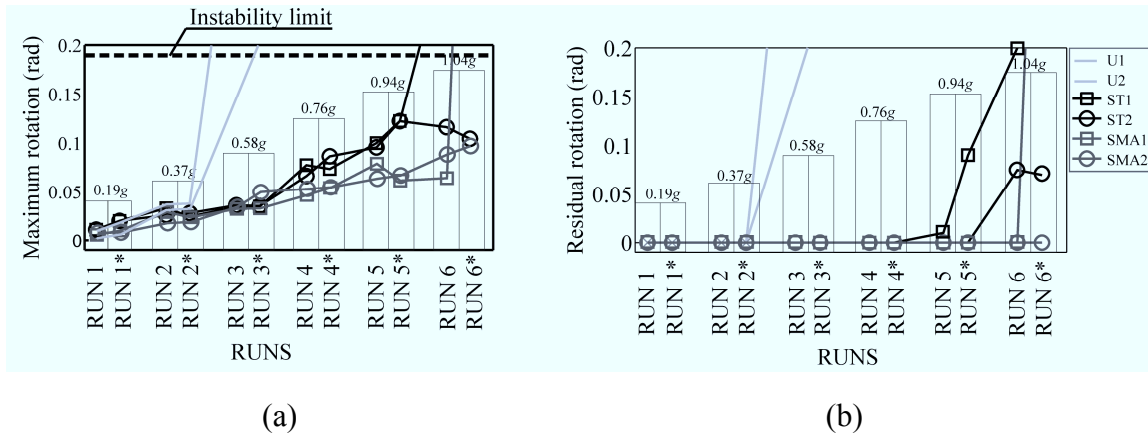 Instability limit
Maximum rotation (rad)
0.2
0.15
0.1
0.05
0
0.19g
0.37g
0.58g
0.76g
0.94g
1.04g
RUN 1
RUN 1*
RUN 2
RUN 2*
RUN 3
RUN 3*
RUN 4
RUN 4*
RUN 5
RUN 5*
RUN 6
RUN 6*
RUNS
(a)
Residual rotation (rad)
0.2
0.15
0.1
0.05
0
0.19g
0.37g
0.58g
0.76g
0.94g
1.04g
RUN 1
RUN 1*
RUN 2
RUN 2*
RUN 3
RUN 3*
RUN 4
RUN 4*
RUN 5
RUN 5*
RUN 6
RUN 6*
RUNS
U1
U2
ST1
ST2
SMA1
SMA2
(b)